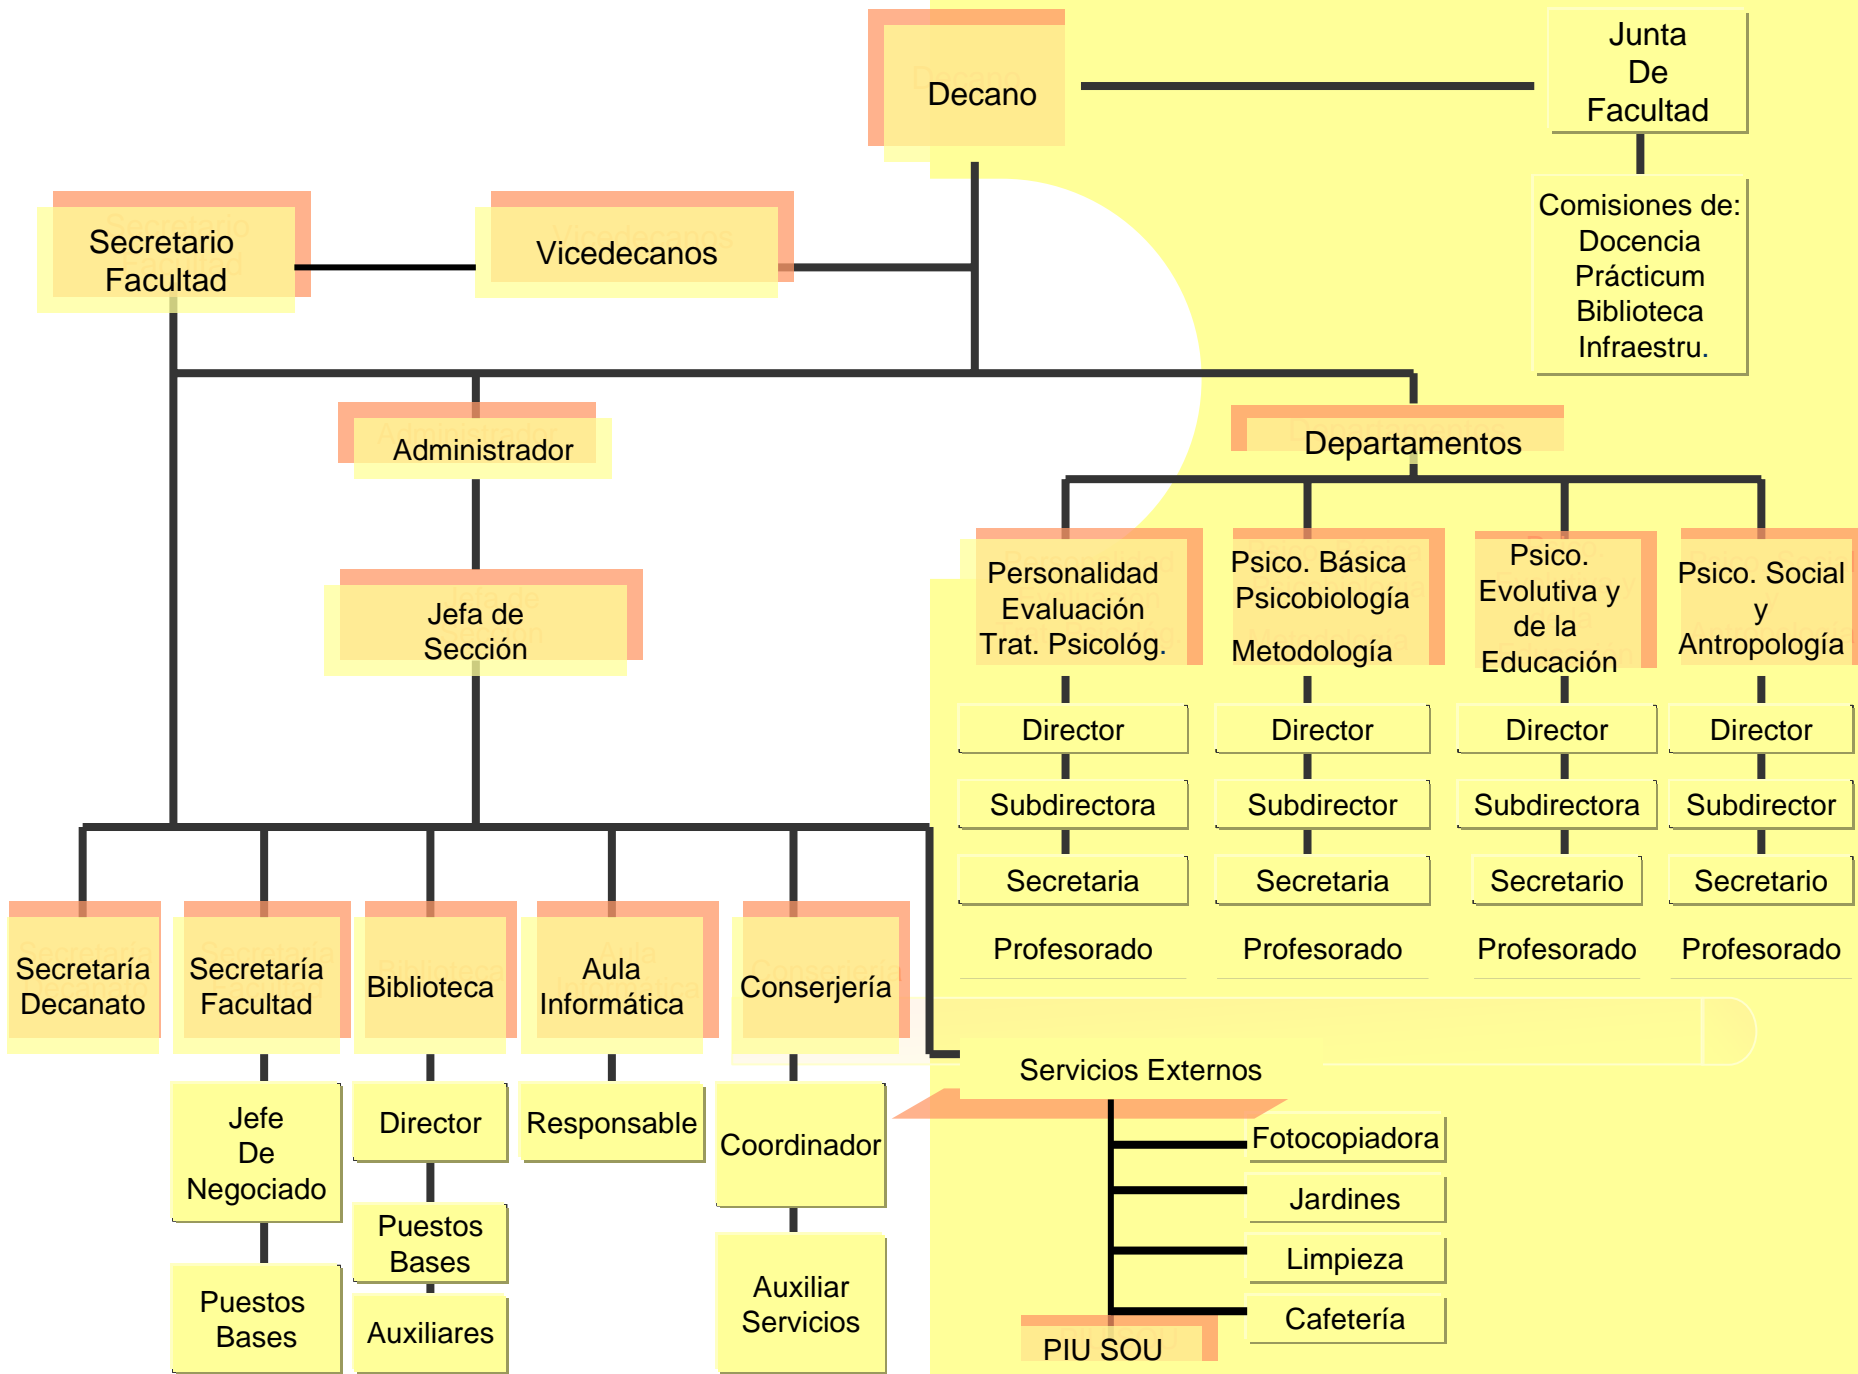 Decano
Junta
De
Facultad
Comisiones de:
Docencia
Prácticum
Biblioteca
Infraestru.
Secretario
Facultad
Vicedecanos
Administrador
Jefa de
Sección
Departamentos
Personalidad
Evaluación
Trat. Psicológ.
Psico. Básica
Psicobiología
Metodología
Psico.
Evolutiva y
de la
Educación
Psico. Social
y
Antropología
Director
Director
Director
Director
Subdirectora
Subdirector
Subdirectora
Subdirector
Secretaria
Secretaria
Secretario
Secretario
Profesorado
Profesorado
Profesorado
Profesorado
Secretaría
Decanato
Secretaría
Facultad
Biblioteca
Aula
Informática
Conserjería
Jefe
De
Negociado
Puestos
Bases
Director
Puestos
Bases
Auxiliares
Responsable
Coordinador
Auxiliar
Servicios
Servicios Externos
Fotocopiadora
Jardines
Limpieza
Cafetería
PIU SOU